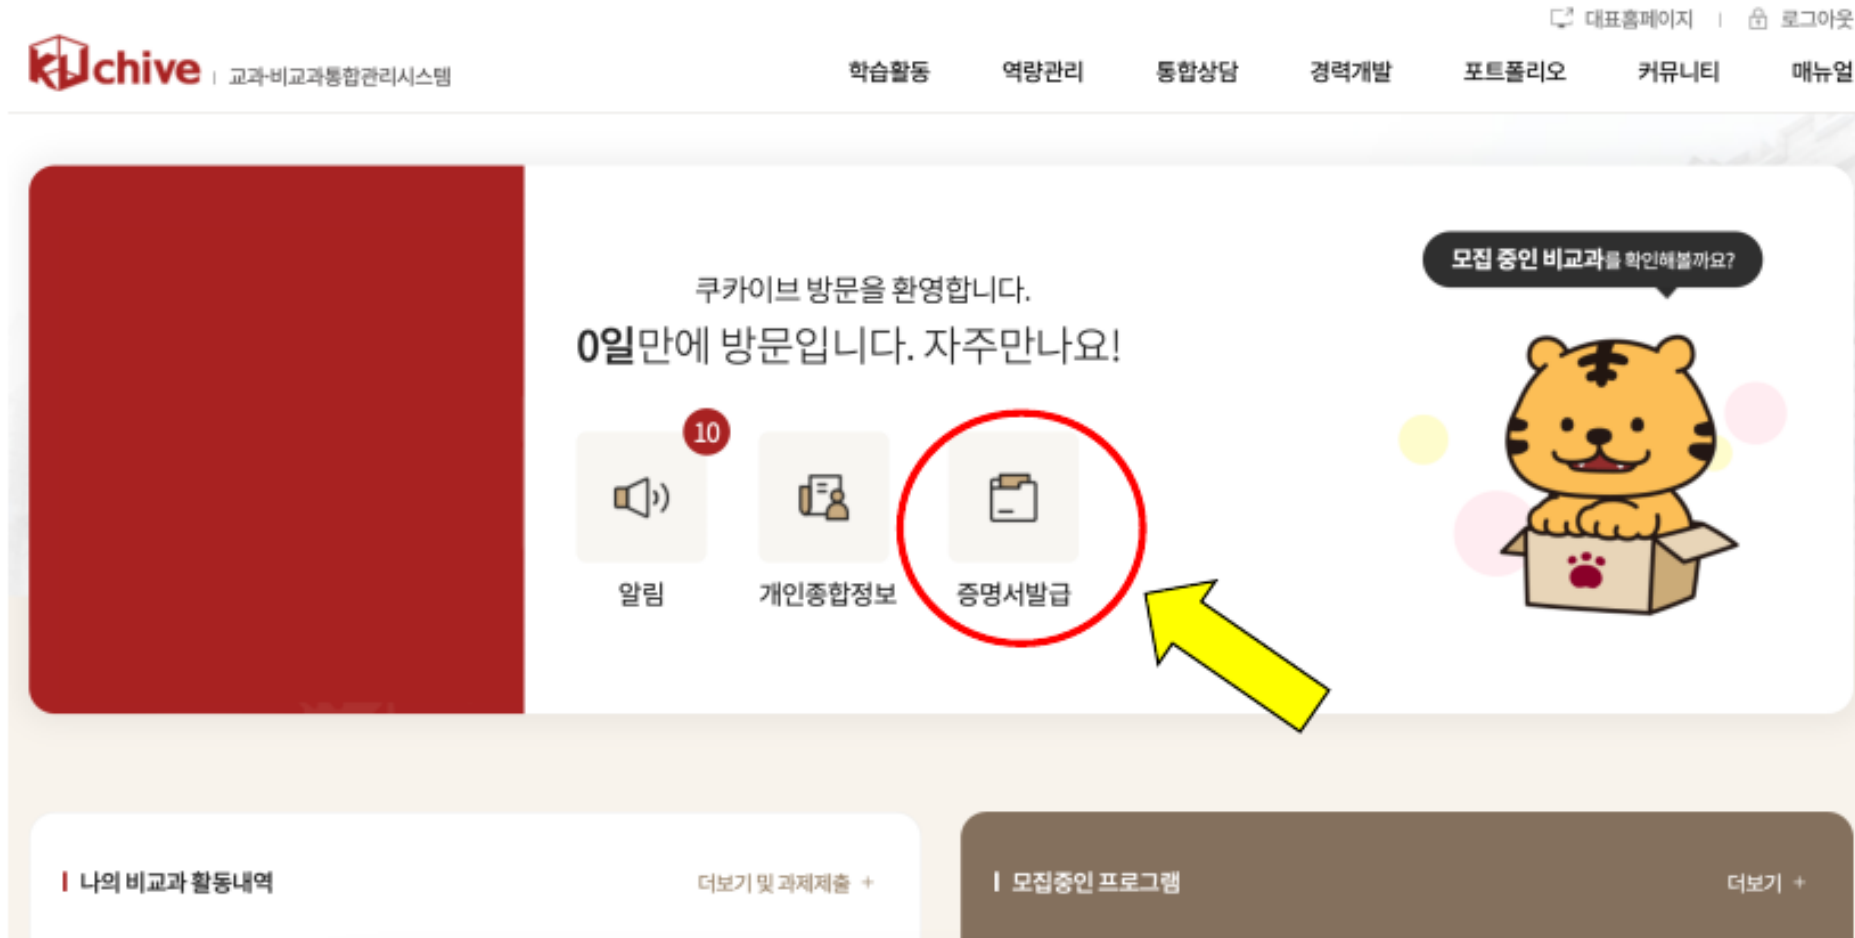 대표홈페이지 로그아웃
kuchive 교과·비교과통합관리시스템
학습활동 역량관리 통합상담 경력개발 포트폴리오 커뮤니티 매뉴얼
모집 중인 비교과를 확인해볼까요?
쿠카이브 방문을 환영합니다.
0일만에 방문입니다. 자주만나요!
10
알림 개인종합정보 증명서발급
나의 비교과 활동내역 더보기 및 과제제출 +
모집중인 프로그램 더보기 +